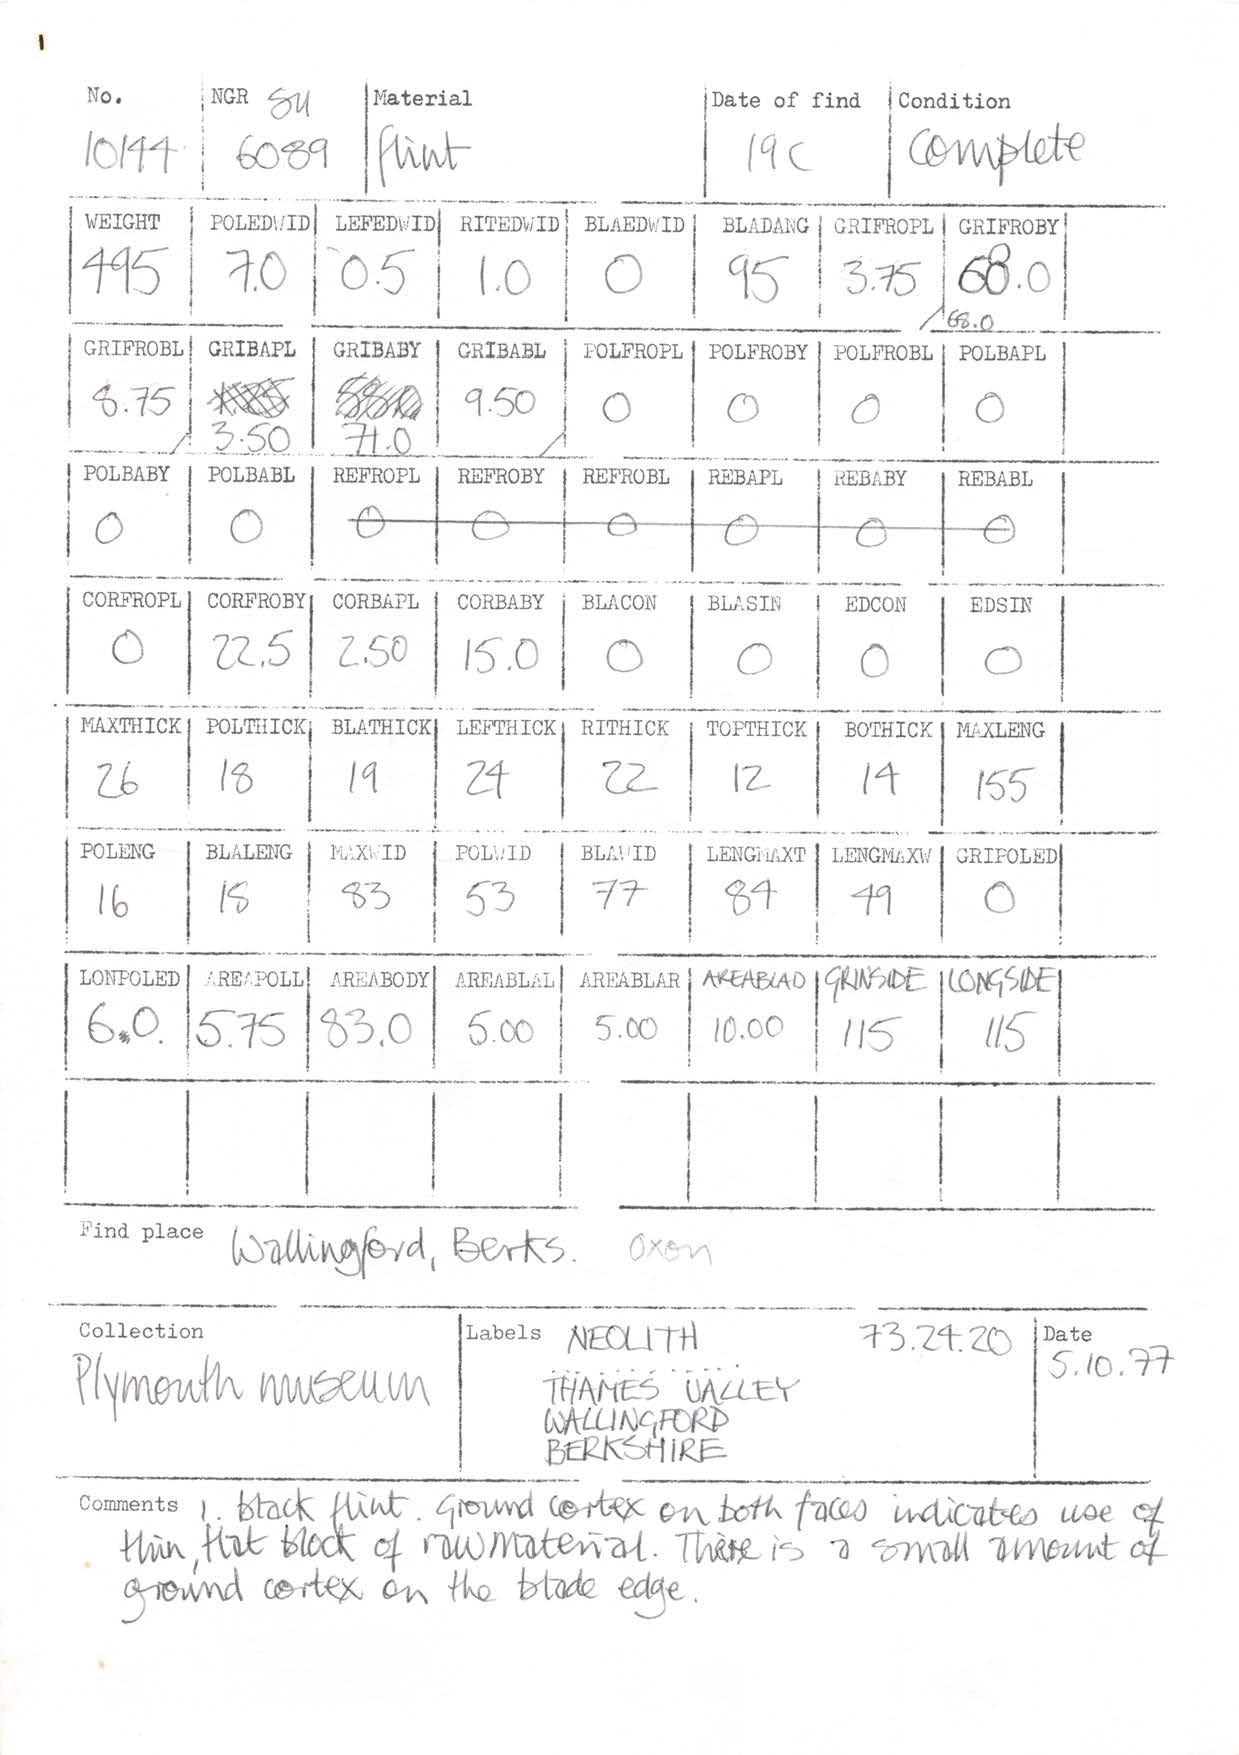 1
No. NGR SU Material Date of find Condition
10144 6089 flint 19C complete
WEIGHT POLEDWID LEFEDWID RITEDWID BLAEDWID BLADANG GRIFROPL GRIFROBY
495 7.0 0.5 1.0 0 95 3.75 68.0
68.0
GRIFROBL GRIBAPL GRIBABY GRIBABL POLFROPL POLFROBY POLFROBL POLBAPL
8.75 9.50 0 0 0 0
3.50 71.0
POLBABY POLBABL REFROPL REFROBY REFROBL REBAPL REBABY REBABL
0 0 0 0 0 0 0 0
CORFROPL CORFROBY CORBAPL CORBABY BLACON BLASIN EDCON EDSIN
0 22.5 2.50 15.0 0 0 0 0
MAXTHICK POLTHICK BLATHICK LEFTHICK RITHICK TOPTHICK BOTHICK MAXLENG
26 18 19 24 22 12 14 155
POLENG BLALENG MAXWID POLWID BLAWID LENGMAXT LENGMAXW GRIPOLED
16 18 83 53 77 84 49 0
LONPOLED AREAPOLL AREABODY AREABLAL AREABLAR AREABLAD GRINSIDE LONGSIDE
6.0. 5.75 83.0 5.00 5.00 10.00 115 115
Find place Wallingford, Berks. Oxon
Collection Labels NEOLITH 73.24.20 Date
Plymouth museum 5.10.77
THAMES VALLEY
WALLINGFORD
BERKSHIRE
Comments 1. black flint. Ground cortex on both faces indicates use of
thin, flat block of raw material. There is a small amount of
ground cortex on the blade edge.